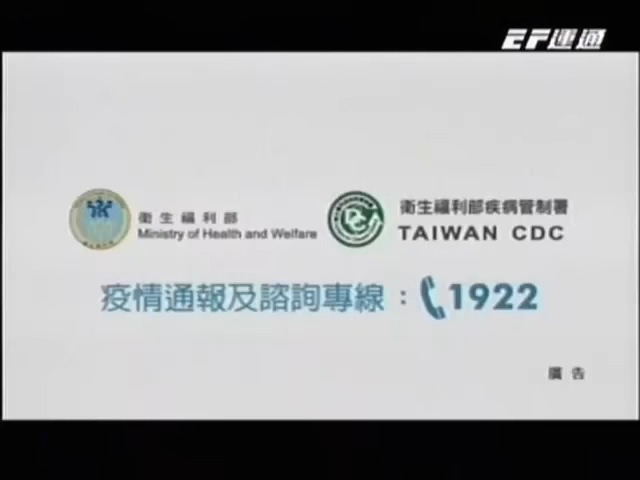 EF運通
衛生福利部
Ministry of Health and Welfare
衛生福利部疾病管制署
TAIWAN CDC
疫情通報及諮詢專線：1922
廣告